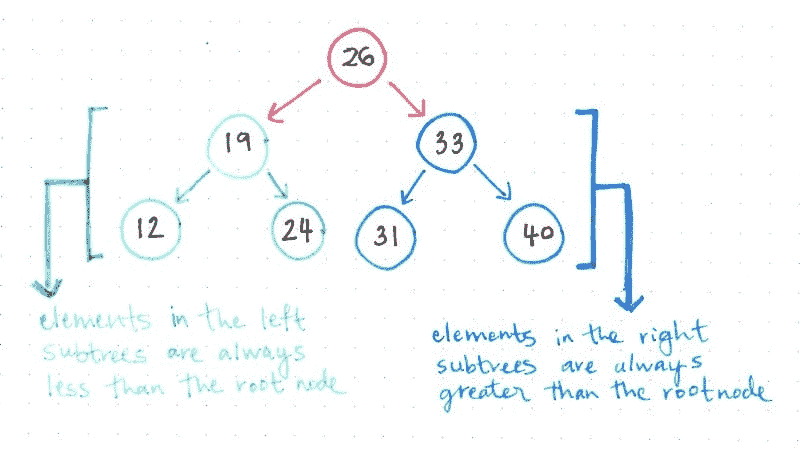 26
19
33
12
24
31
40
elements in the left
subtrees are always
less than the root node
elements in the right
subtrees are always
greater than the rootnode